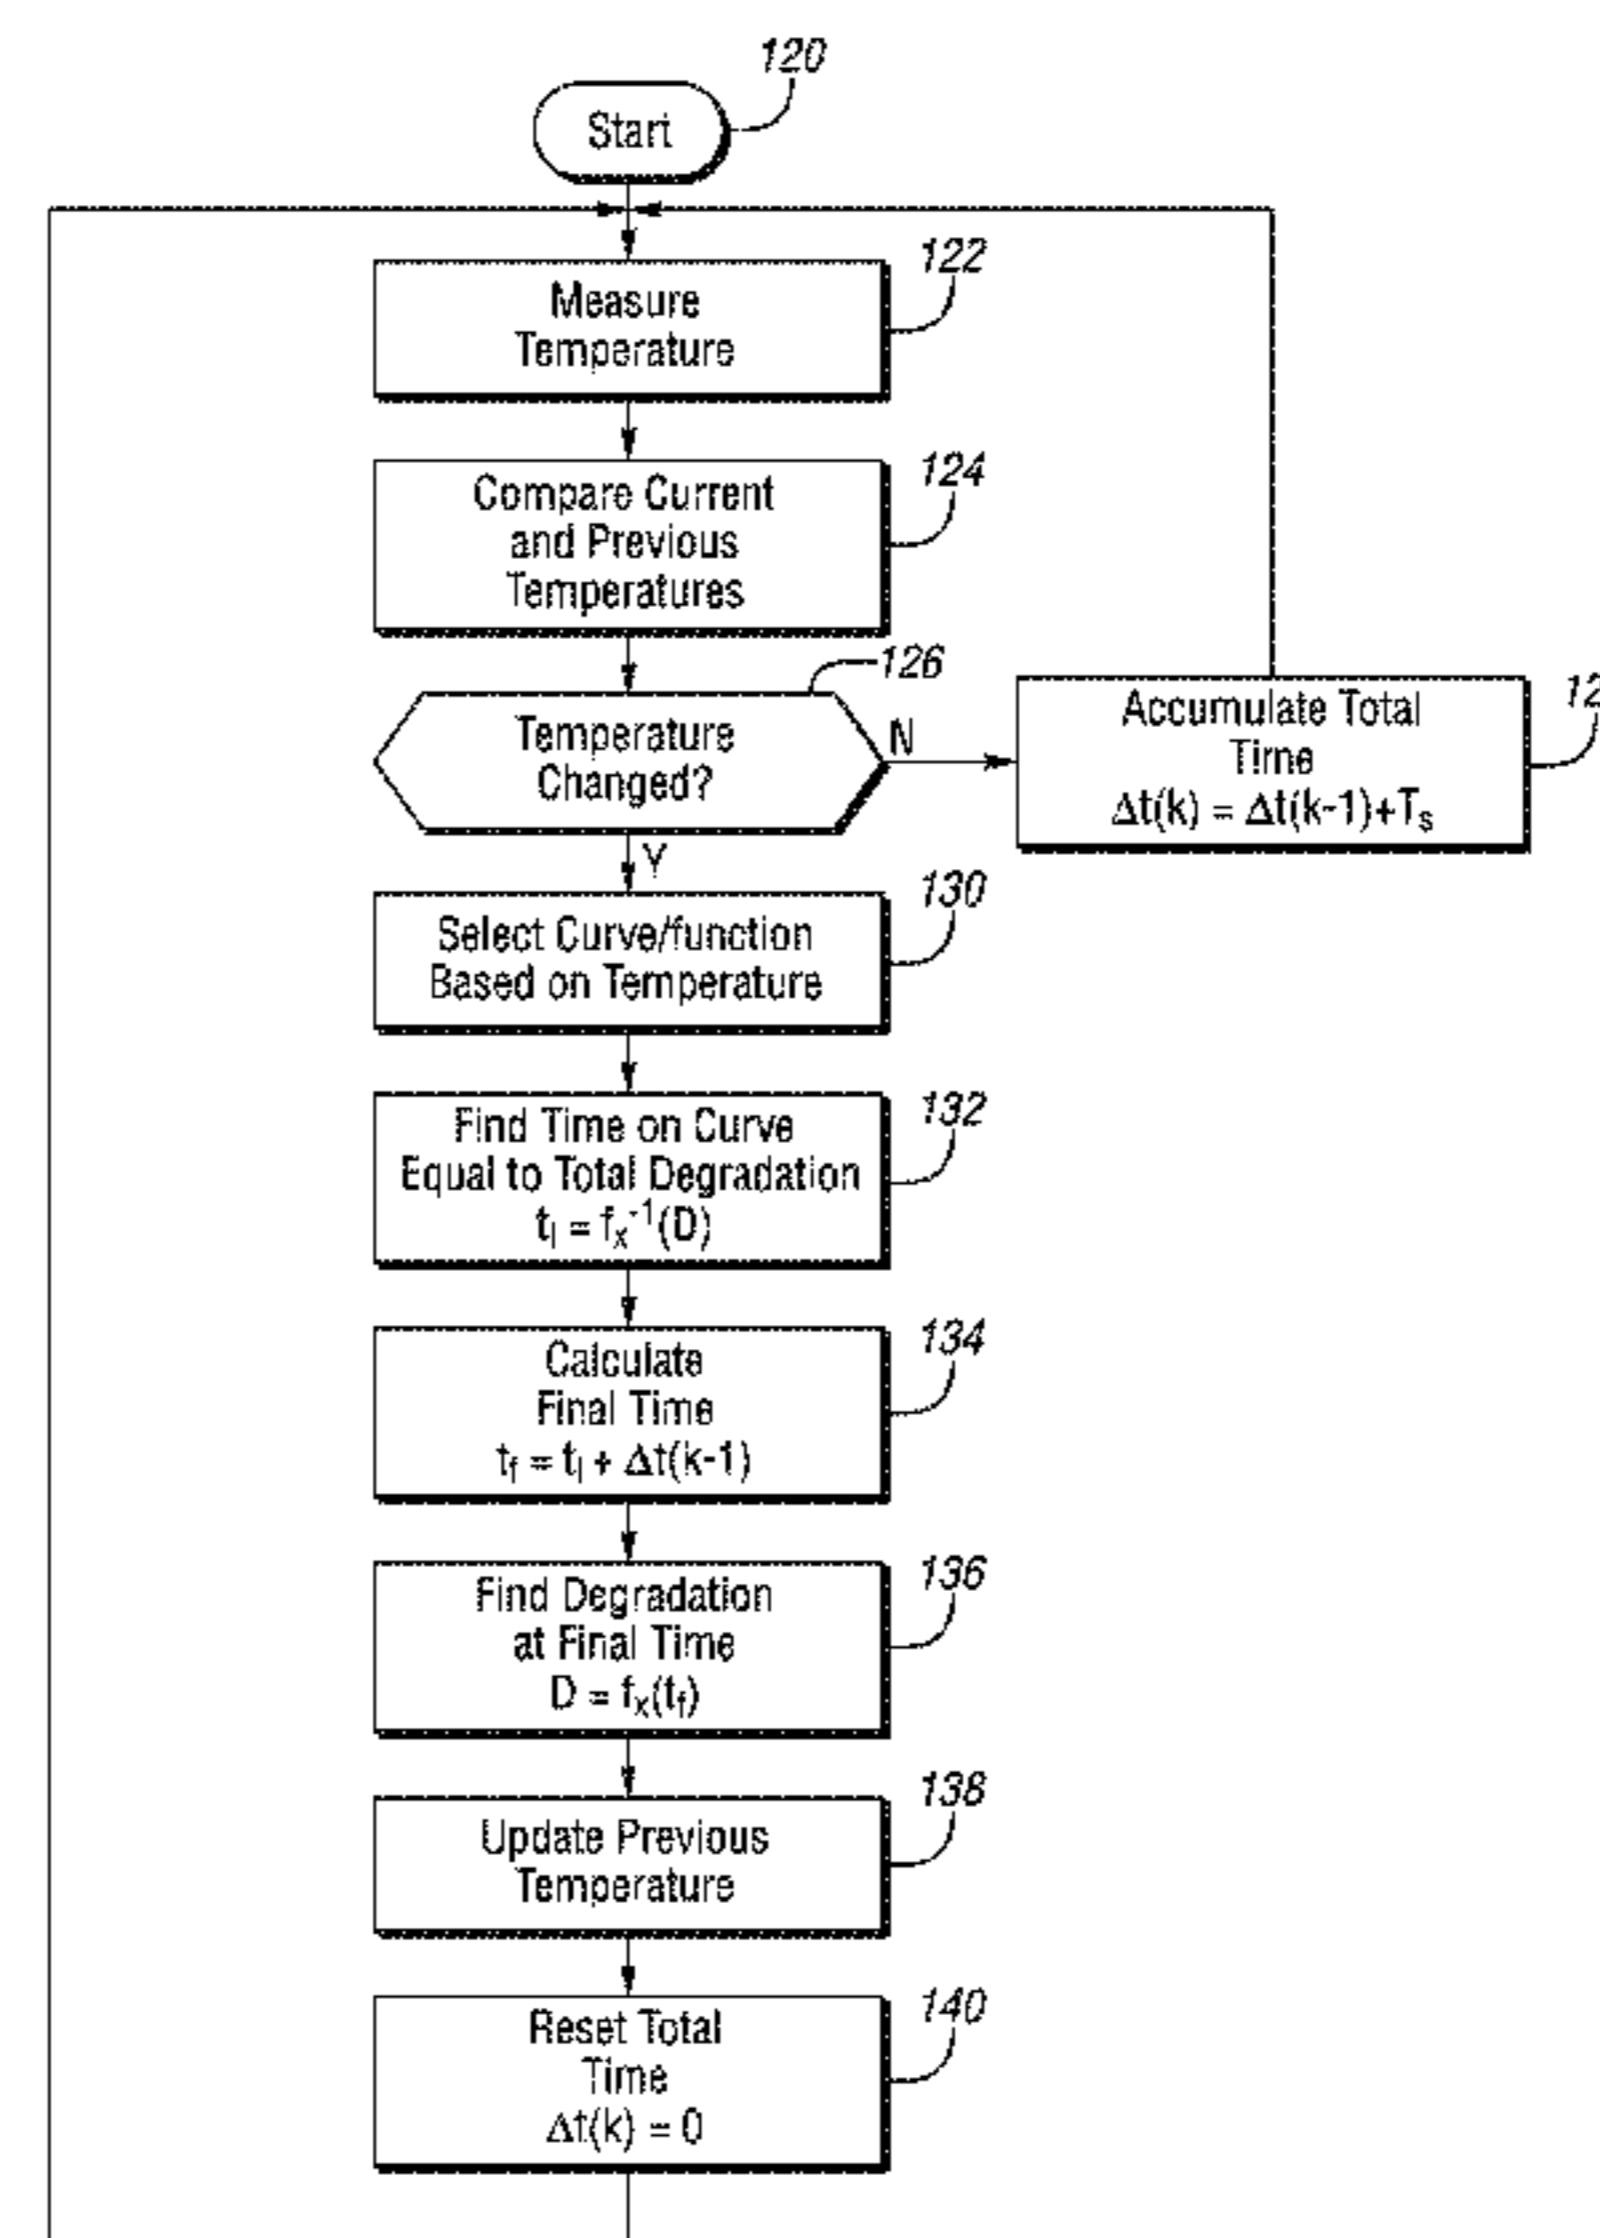 120
Start
122
Measure
Temperature
124
Compare Current
and Previous
Temperatures
126
Temperature
Changed?
N
Accumulate Total
Time
Δt(k) = Δt(k-1)+Tₛ
Y
130
Select Curve/function
Based on Temperature
132
Find Time on Curve
Equal to Total Degradation
tᵢ = fₓ⁻¹(D)
134
Calculate
Final Time
t_f = tᵢ + Δt(k-1)
136
Find Degradation
at Final Time
D = fₓ(t_f)
138
Update Previous
Temperature
140
Reset Total
Time
Δt(k) = 0